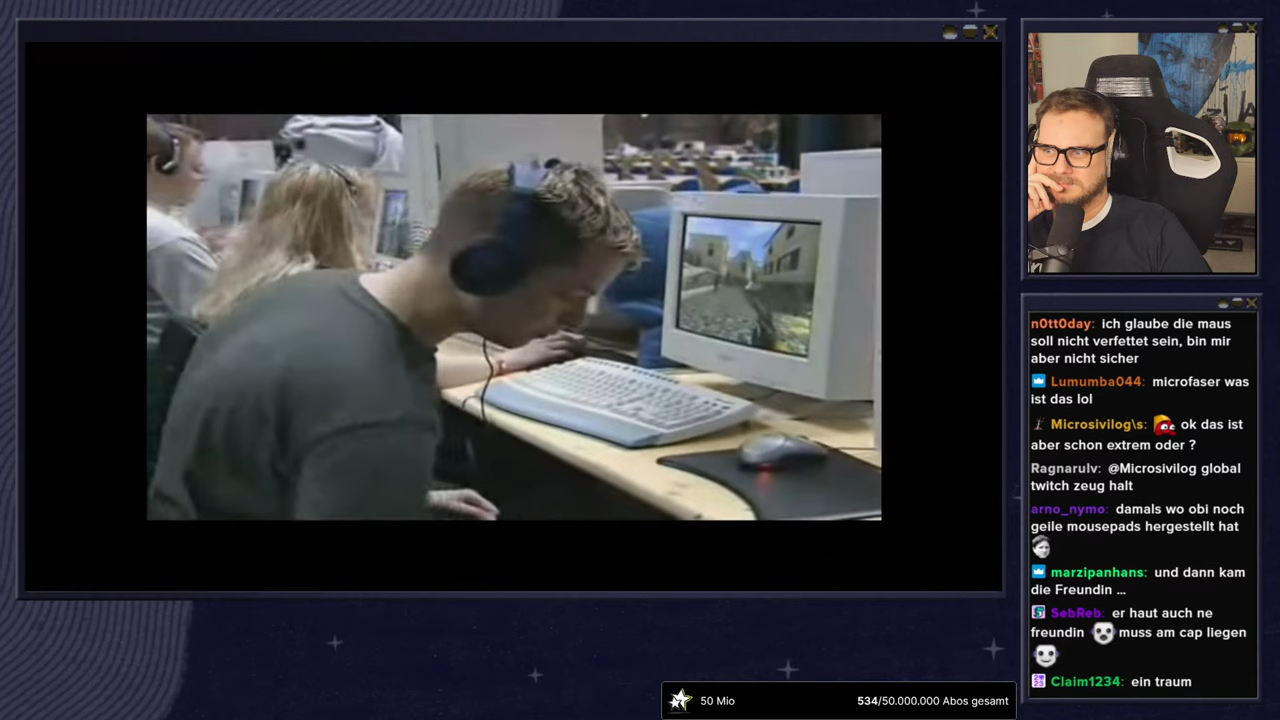 n0tt0day: ich glaube die maus
soll nicht verfettet sein, bin mir
aber nicht sicher
Lumumba044: microfaser was
ist das lol
Microsivilog\s: ok das ist
aber schon extrem oder ?
Ragnarulv: @Microsivilog global
twitch zeug halt
arno_nymo: damals wo obi noch
geile mousepads hergestellt hat
marzipanhans: und dann kam
die Freundin ...
SebReb: er haut auch ne
freundin muss am cap liegen
Claim1234: ein traum
50 Mio
534/50.000.000 Abos gesamt